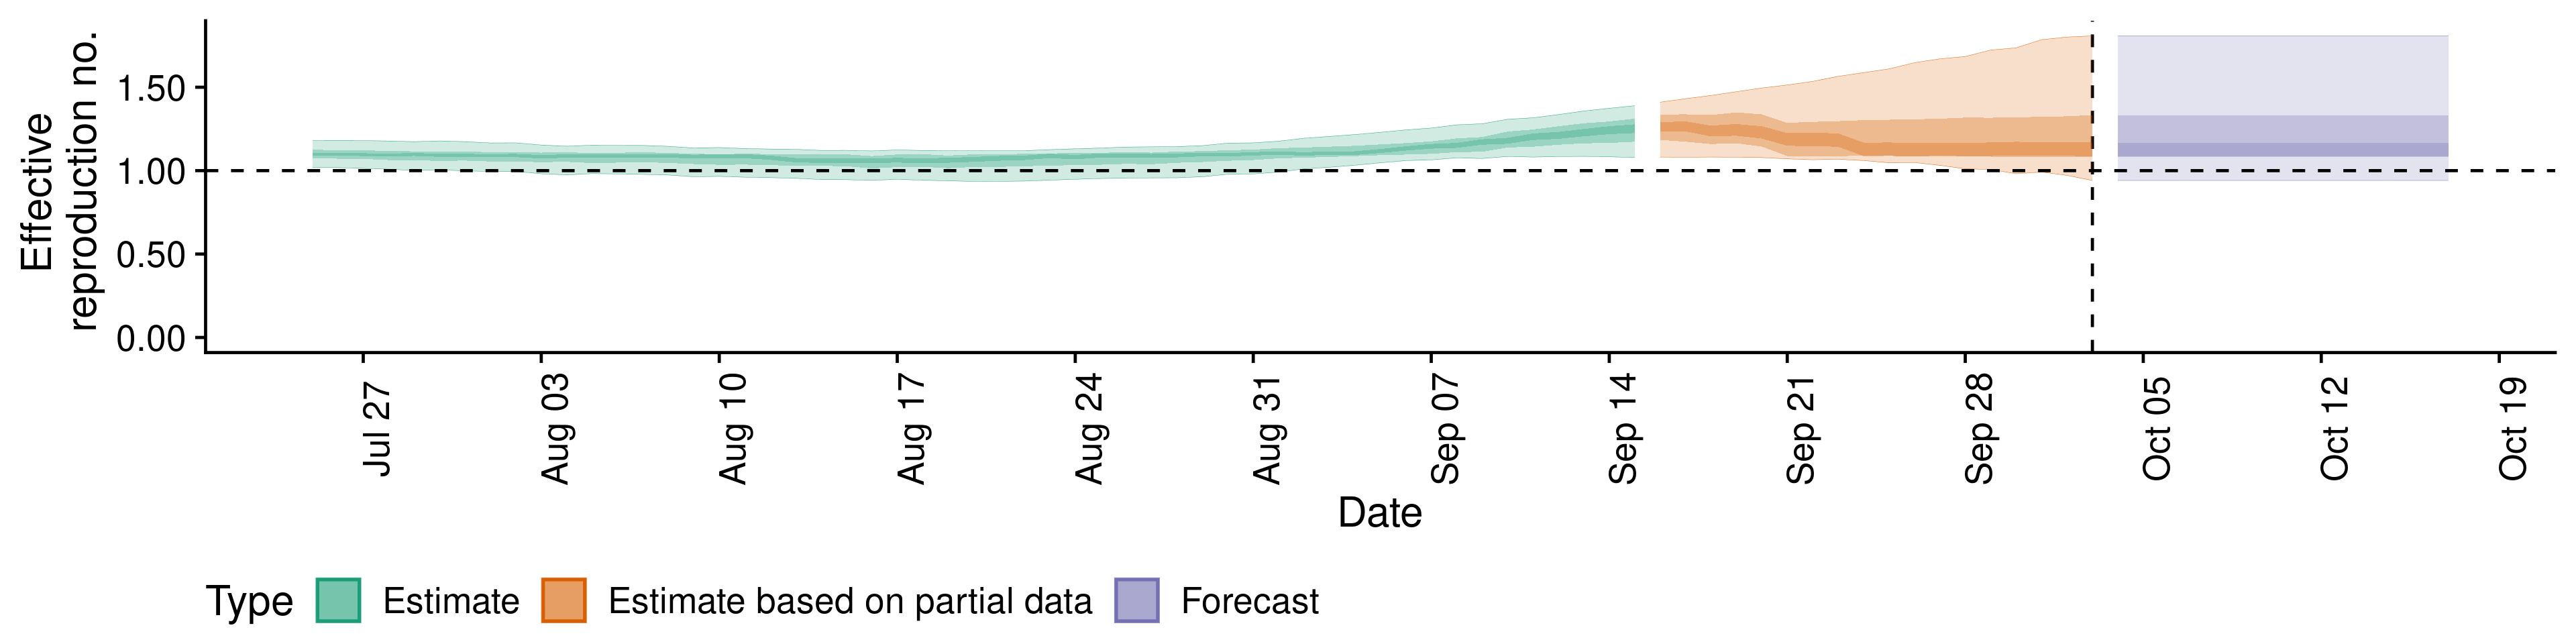 Effective
reproduction no.
1.50
1.00
0.50
0.00
Jul 27
Aug 03
Aug 10
Aug 17
Aug 24
Aug 31
Sep 07
Sep 14
Sep 21
Sep 28
Oct 05
Oct 12
Oct 19
Date
Type Estimate Estimate based on partial data Forecast